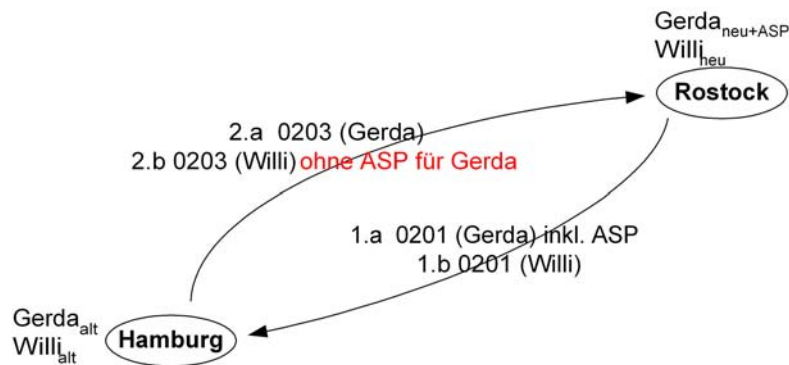 Gerda neu+ASP
Willi neu
Rostock
2.a 0203 (Gerda)
2.b 0203 (Willi) ohne ASP für Gerda
1.a 0201 (Gerda) inkl. ASP
1.b 0201 (Willi)
Gerda alt
Willi alt
Hamburg